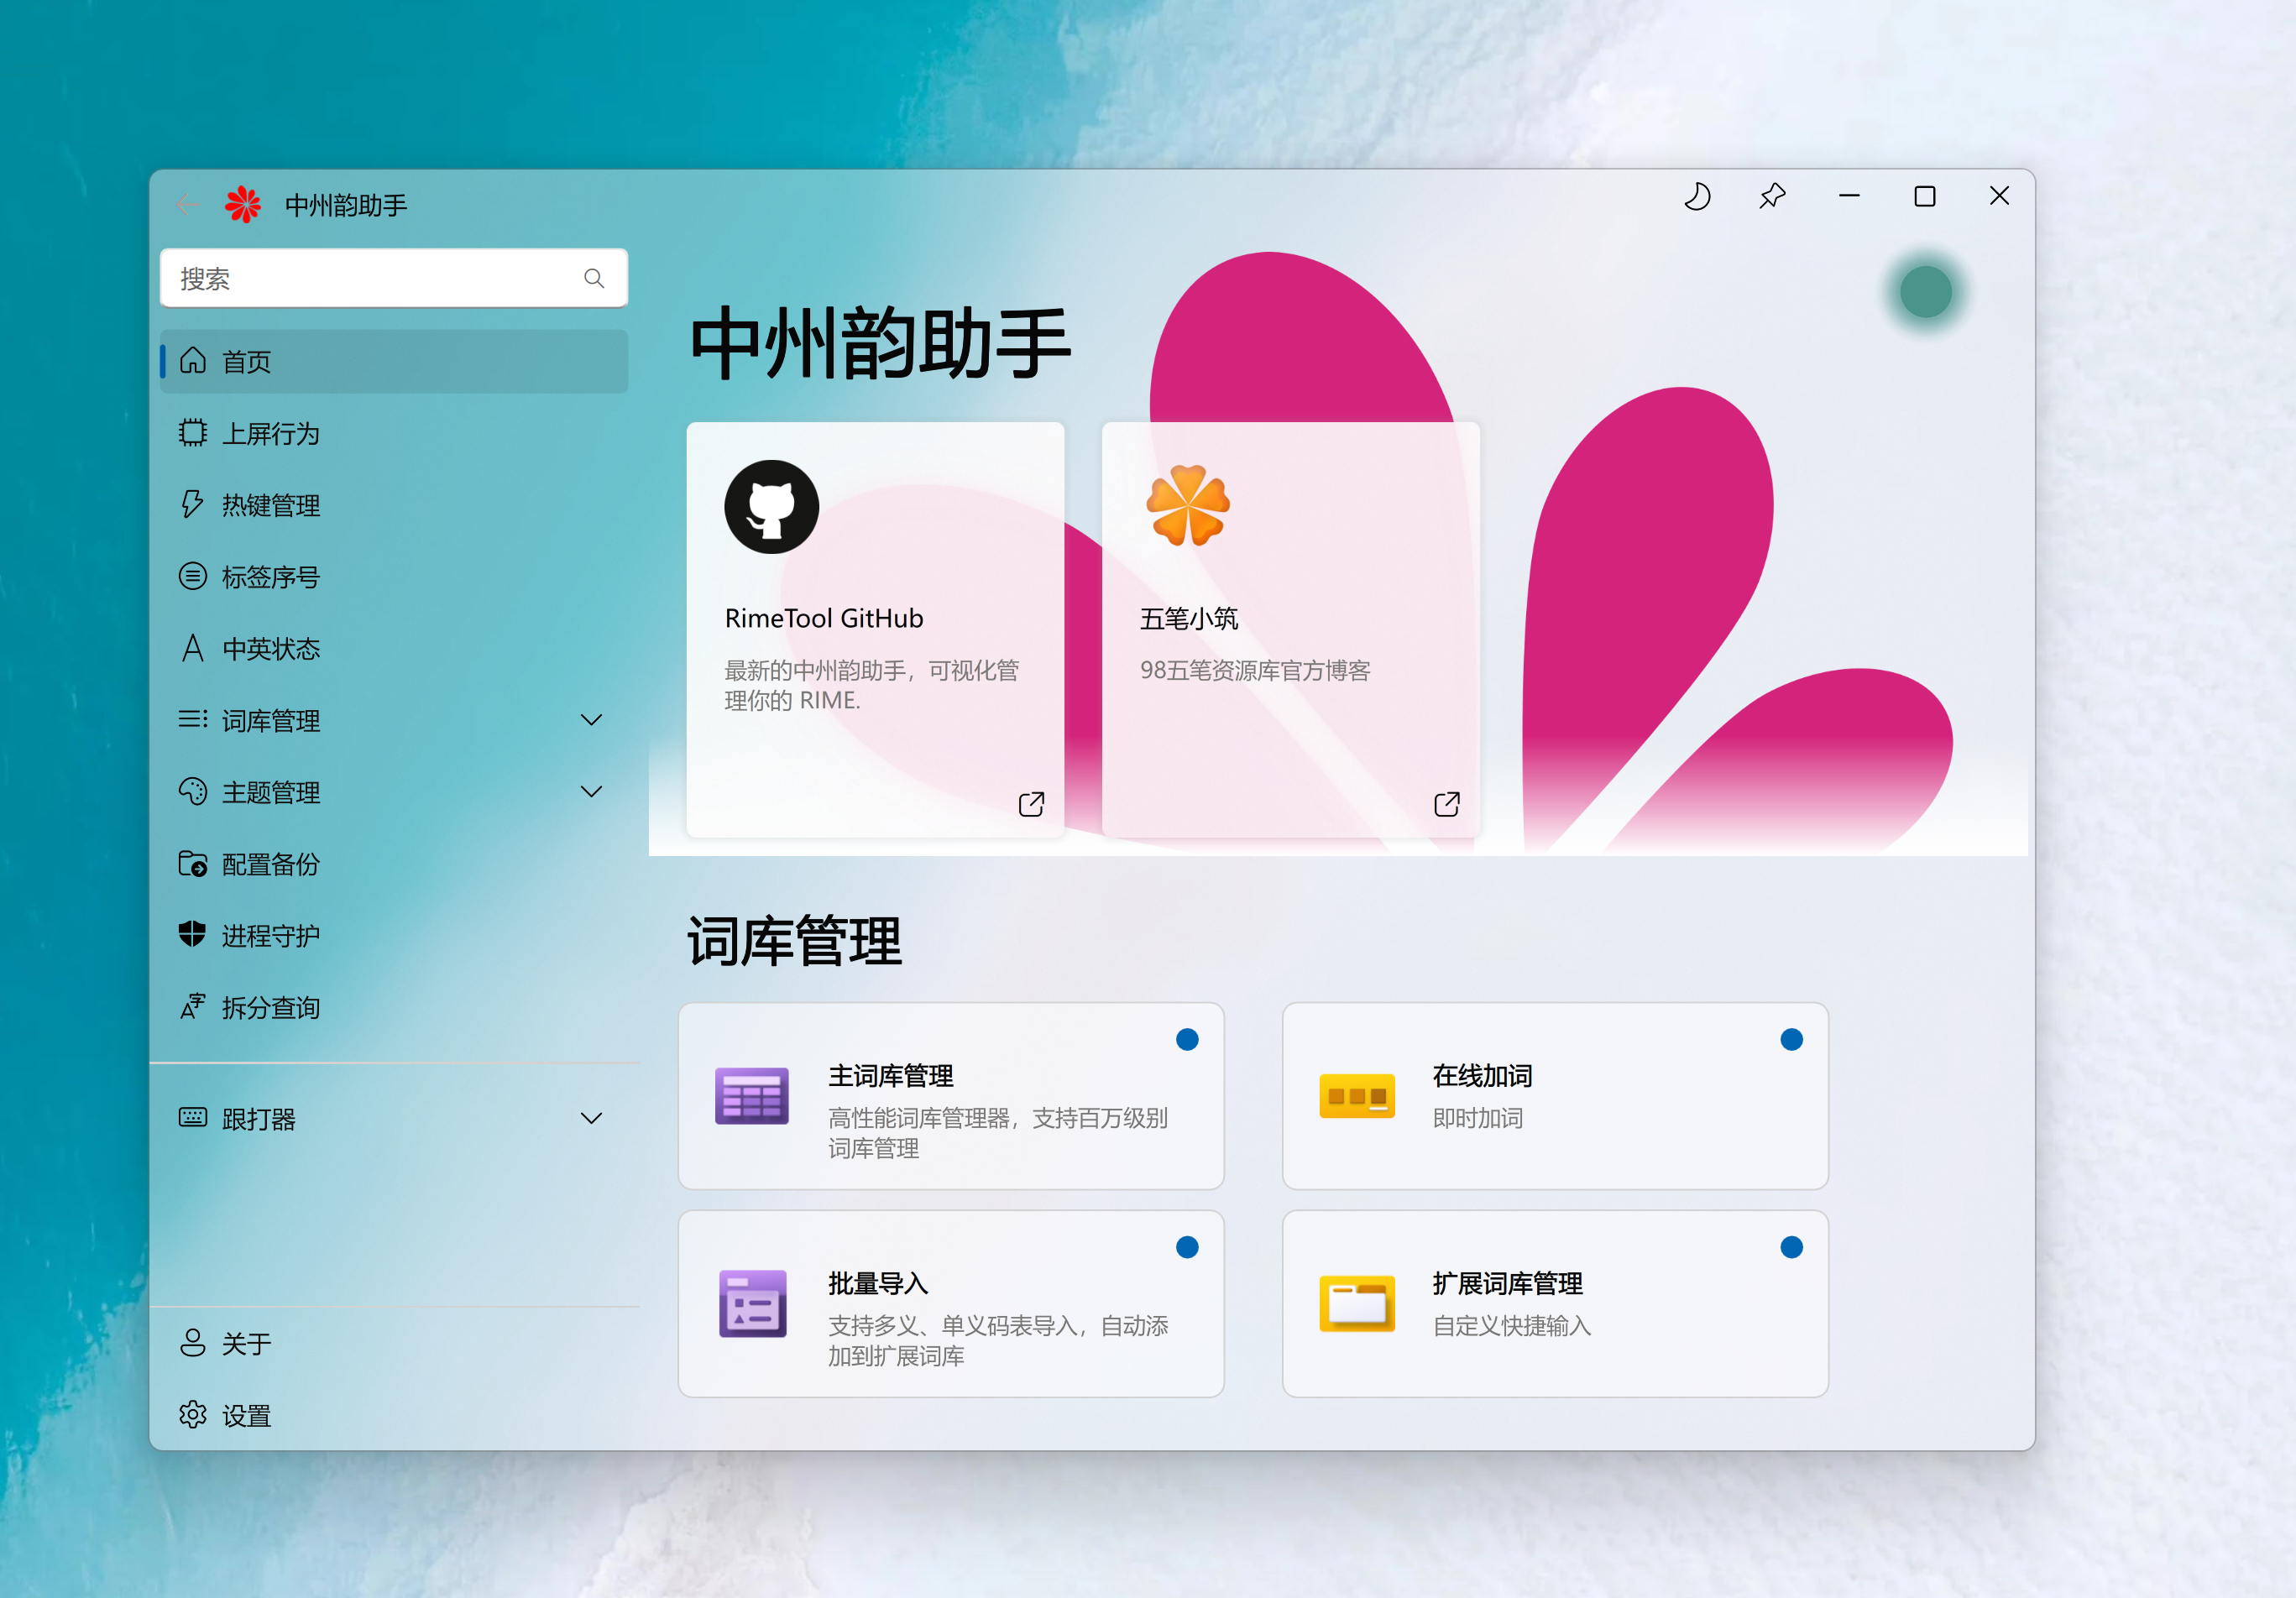 中州韵助手
搜索
首页
上屏行为
热键管理
标签序号
中英状态
词库管理
主题管理
配置备份
进程守护
拆分查询
跟打器
关于
设置
中州韵助手
RimeTool GitHub
最新的中州韵助手，可视化管
理你的 RIME.
五笔小筑
98五笔资源库官方博客
词库管理
主词库管理
高性能词库管理器，支持百万级别
词库管理
在线加词
即时加词
批量导入
支持多义、单义码表导入，自动添
加到扩展词库
扩展词库管理
自定义快捷输入